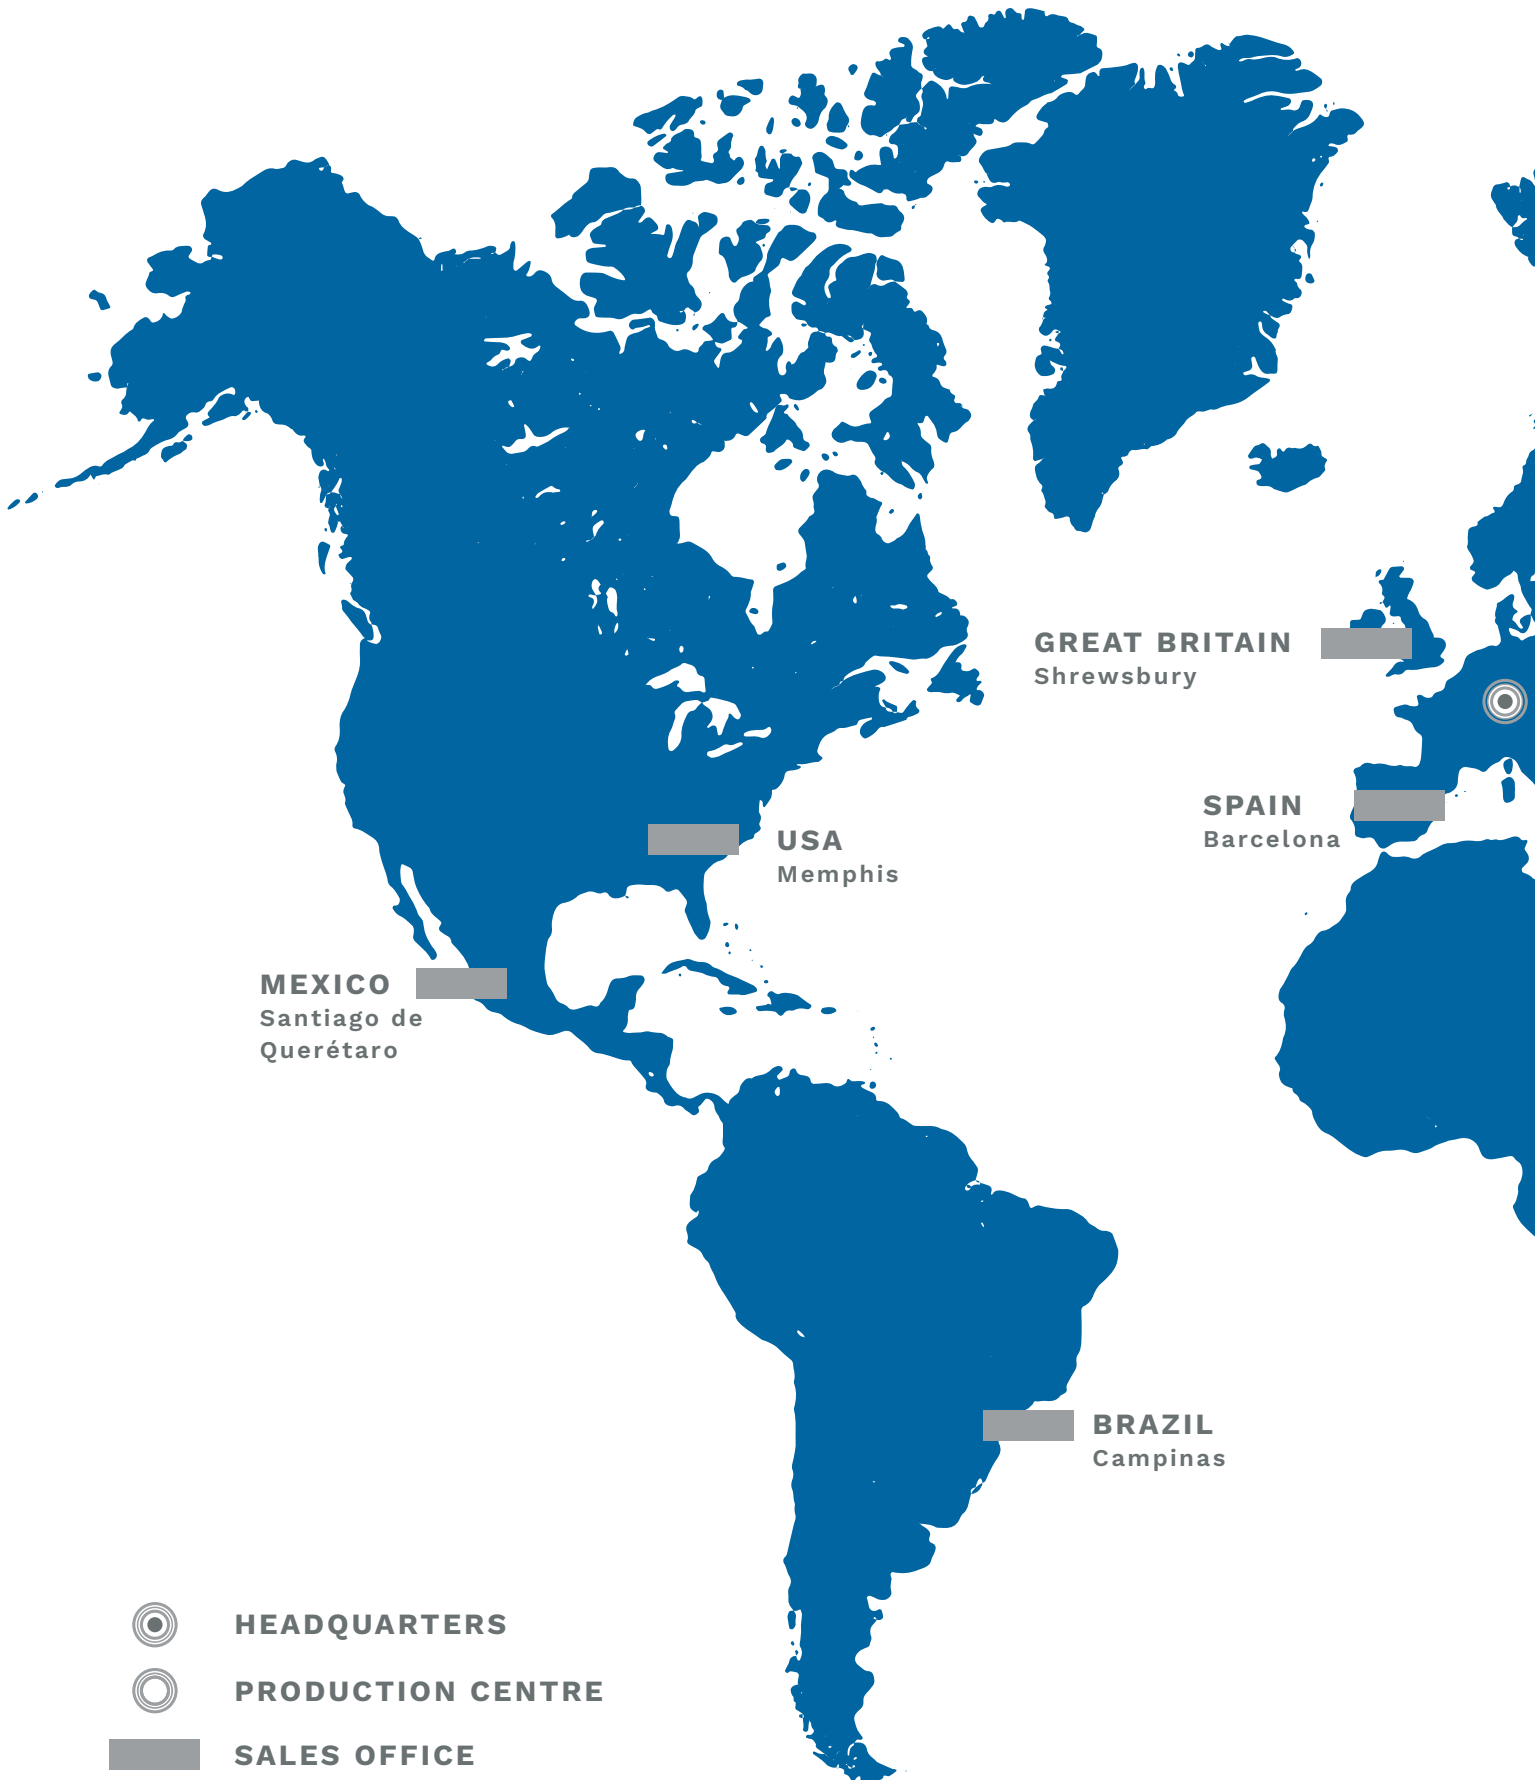 GREAT BRITAIN
Shrewsbury
SPAIN
Barcelona
USA
Memphis
MEXICO
Santiago de
Querétaro
BRAZIL
Campinas
HEADQUARTERS
PRODUCTION CENTRE
SALES OFFICE